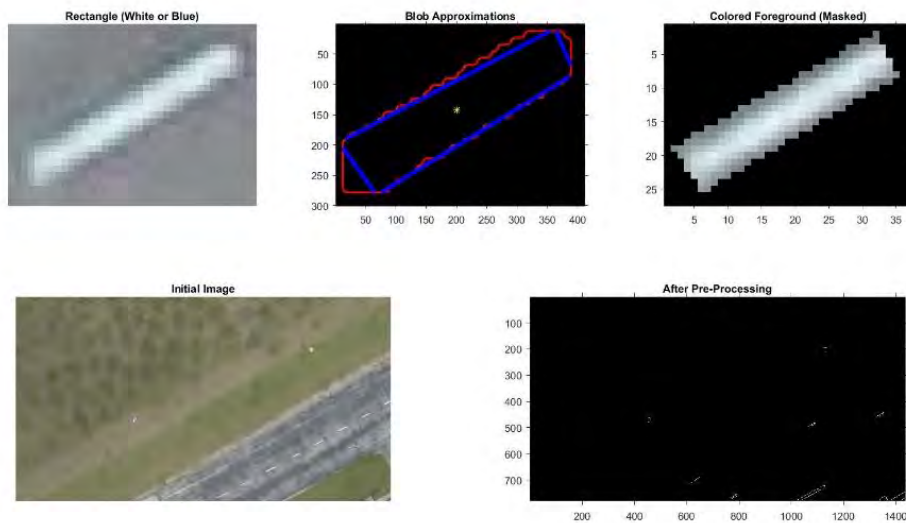 Rectangle (White or Blue)
Blob Approximations
50
100
150
200
250
300
50 100 150 200 250 300 350 400
Colored Foreground (Masked)
5
10
15
20
25
5 10 15 20 25 30 35
Initial Image
After Pre-Processing
100
200
300
400
500
600
700
200 400 600 800 1000 1200 1400